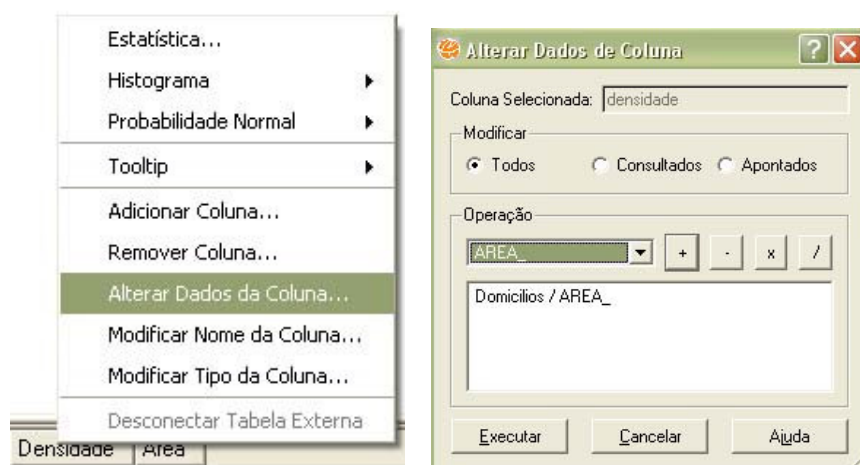 Estatística...
Histograma
Probabilidade Normal
Tooltip
Adicionar Coluna...
Remover Coluna...
Alterar Dados da Coluna...
Modificar Nome da Coluna...
Modificar Tipo da Coluna...
Desconectar Tabela Externa
Densidade Area
Alterar Dados de Coluna ?
Coluna Selecionada: densidade
Modificar
Todos Consultados Apontados
Operação
AREA_ + - x /
Domicilios / AREA_
Executar Cancelar Ajuda